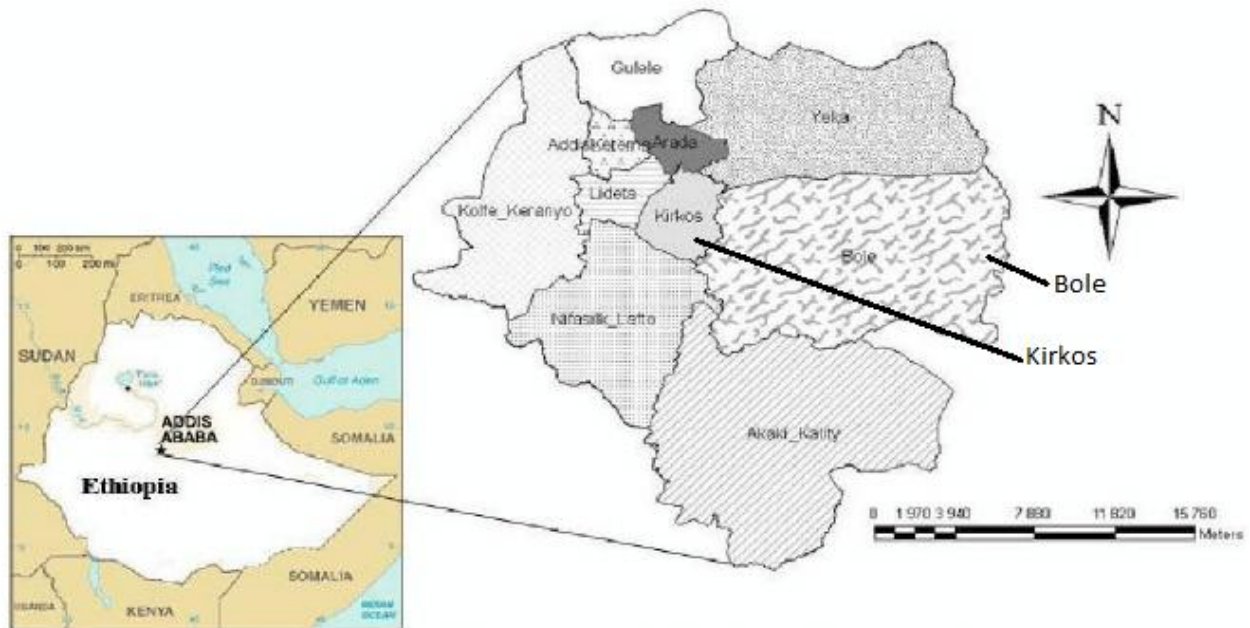 Gulele
Yeka
N
Addis Ketema
Arada
Lideta
Kolfe_Keranyo
Kirkos
Bole
Bole
Nifasilk_Lafto
Kirkos
Akaki_Kality
0 1 970 3 940 7 880 11 820 15 760
Meters
0 100 200 km
0 100 200 mi
Red
Sea
ERITREA
YEMEN
SUDAN
DJIBOUTI
Gulf of Aden
ADDIS
ABABA
SOMALIA
Ethiopia
SOMALIA
UGANDA
KENYA
INDIAN
OCEAN